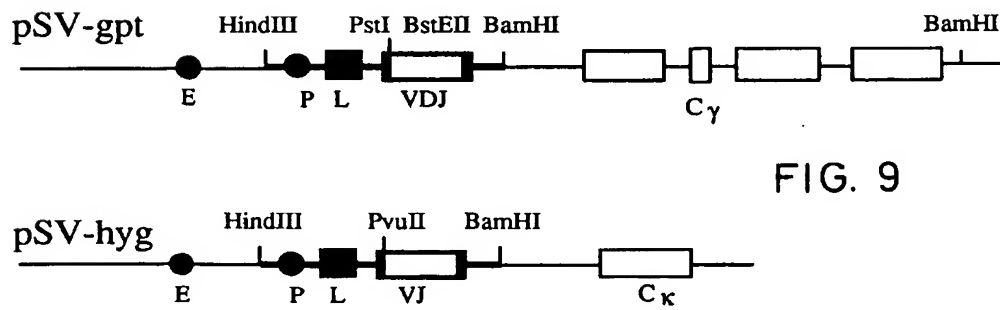 pSV-gpt HindIII PstI BstEII BamHI BamHI
E P L VDJ Cγ
FIG. 9
pSV-hyg HindIII PvuII BamHI
E P L VJ Cκ